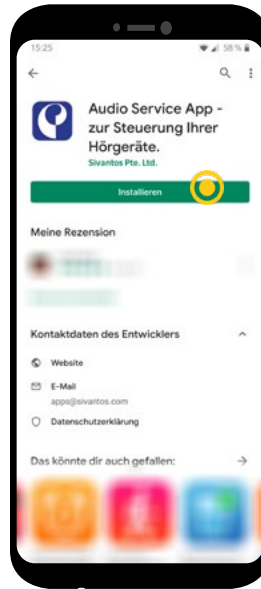 15:25
58 %
Audio Service App -
zur Steuerung Ihrer
Hörgeräte.
Sivantos Pte. Ltd.
Installieren
Meine Rezension
Kontaktdaten des Entwicklers
Website
E-Mail
apps@sivantos.com
Datenschutzerklärung
Das könnte dir auch gefallen: